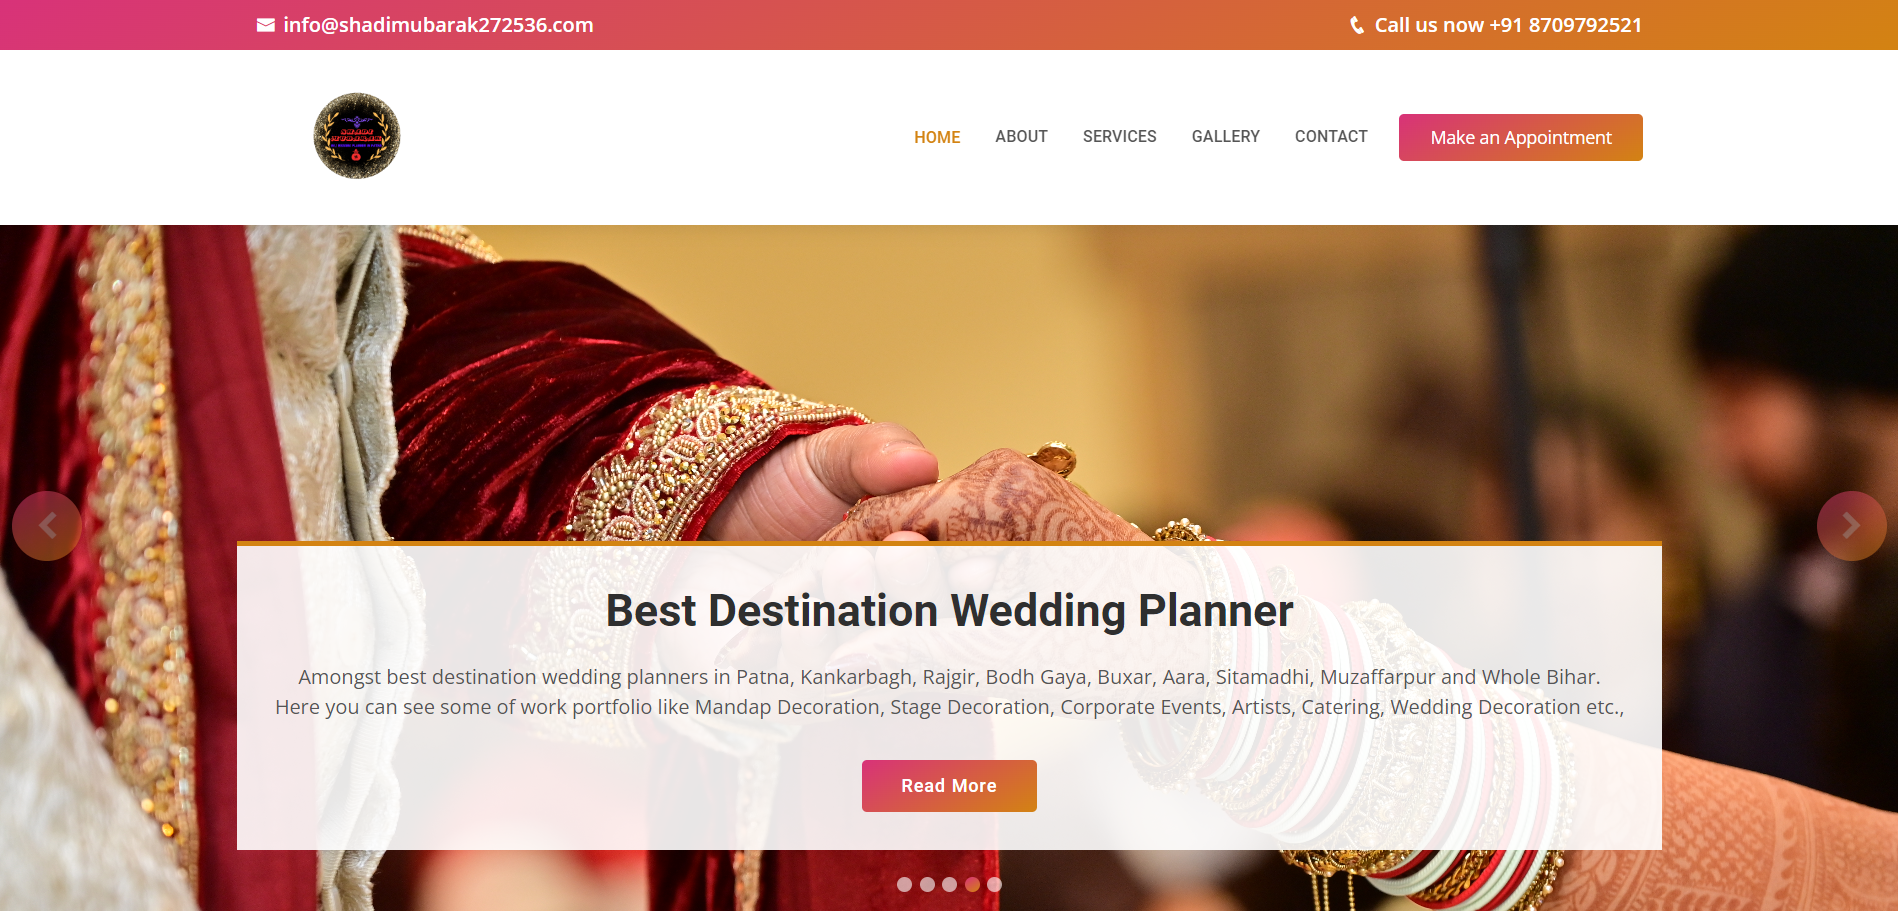 info@shadimubarak272536.com
Call us now +91 8709792521
HOME
ABOUT
SERVICES
GALLERY
CONTACT
Make an Appointment
Best Destination Wedding Planner
Amongst best destination wedding planners in Patna, Kankarbagh, Rajgir, Bodh Gaya, Buxar, Aara, Sitamadhi, Muzaffarpur and Whole Bihar.
Here you can see some of work portfolio like Mandap Decoration, Stage Decoration, Corporate Events, Artists, Catering, Wedding Decoration etc.,
Read More